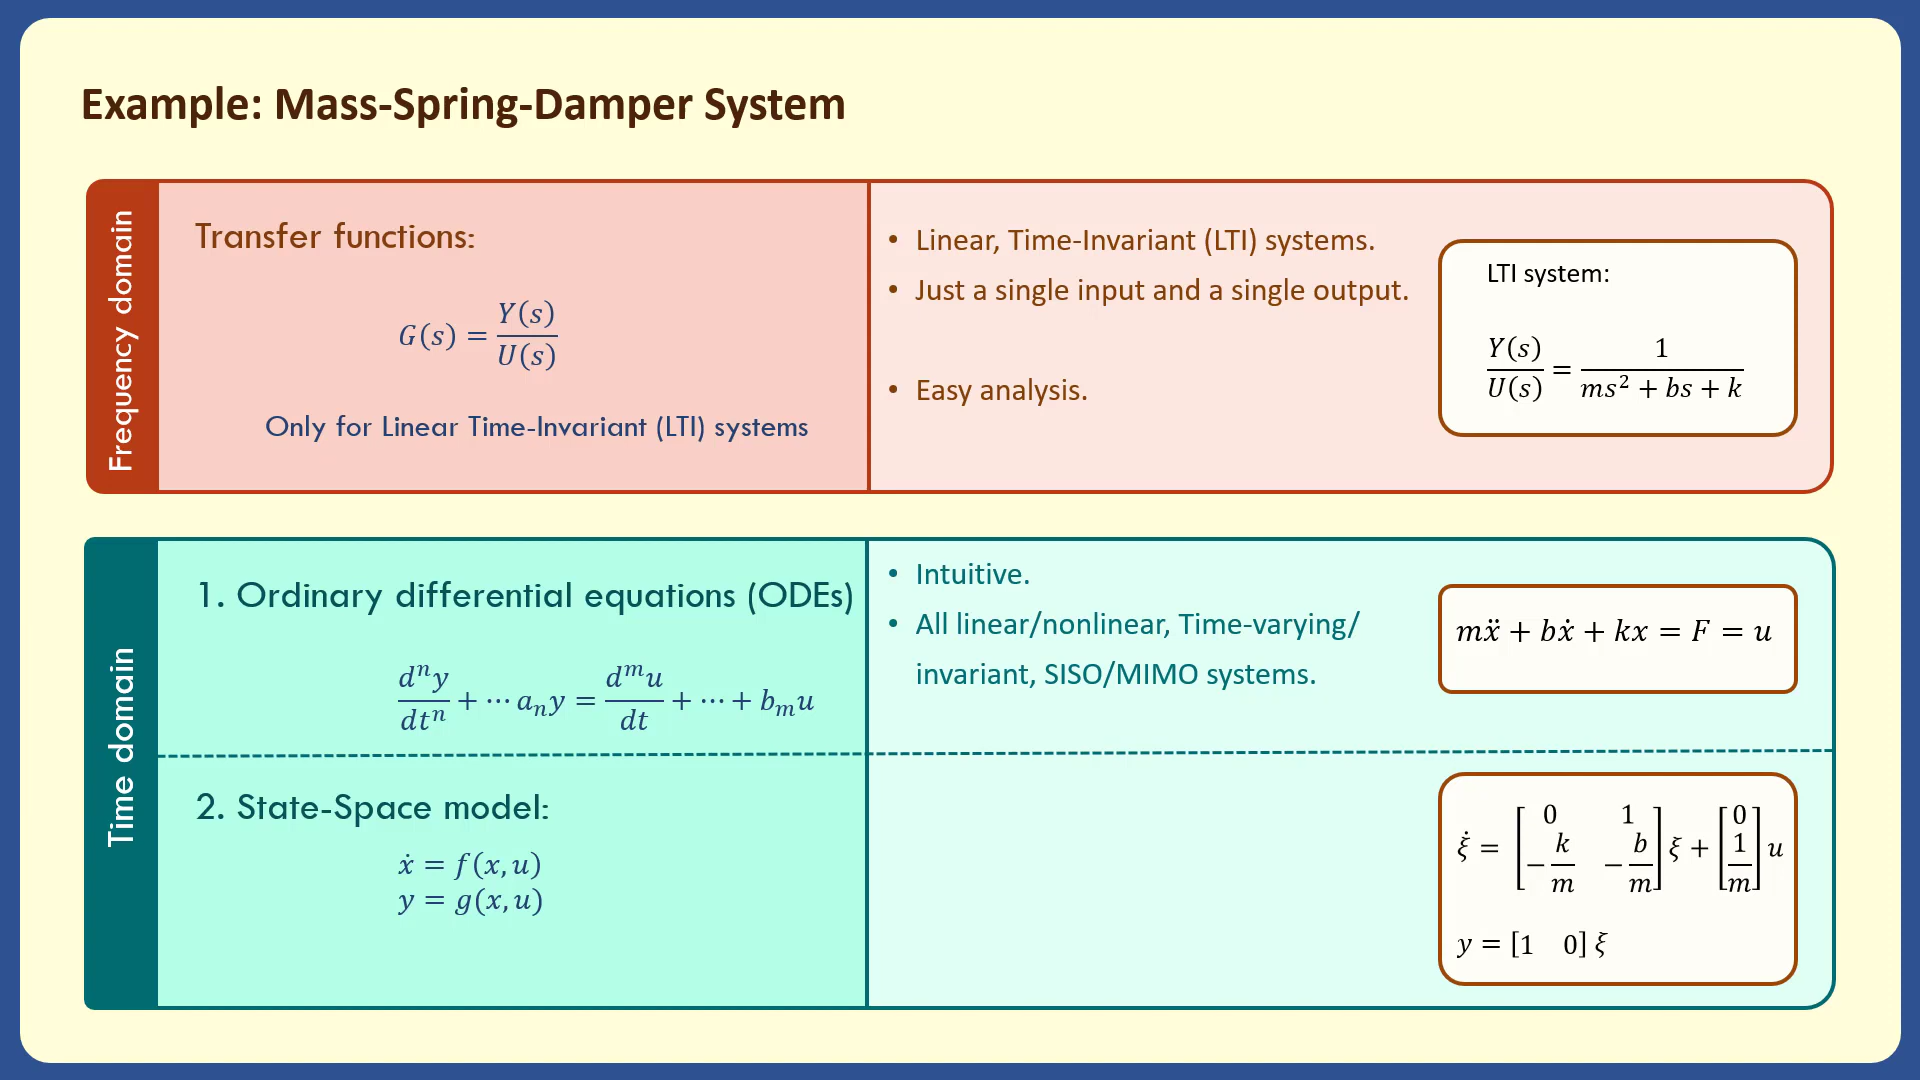 Example: Mass-Spring-Damper System
Frequency domain
Transfer functions:
G(s) = Y(s)/U(s)
Only for Linear Time-Invariant (LTI) systems
• Linear, Time-Invariant (LTI) systems.
• Just a single input and a single output.
• Easy analysis.
LTI system:
Y(s)/U(s) = 1/(ms² + bs + k)
Time domain
1. Ordinary differential equations (ODEs)
dⁿy/dtⁿ + ⋯ aₙy = dᵐu/dt + ⋯ + bₘu
• Intuitive.
• All linear/nonlinear, Time-varying/
invariant, SISO/MIMO systems.
mẍ + bẋ + kx = F = u
2. State-Space model:
ẋ = f(x, u)
y = g(x, u)
ξ̇ = [0 1; −k/m −b/m] ξ + [0; 1/m] u
y = [1 0] ξ